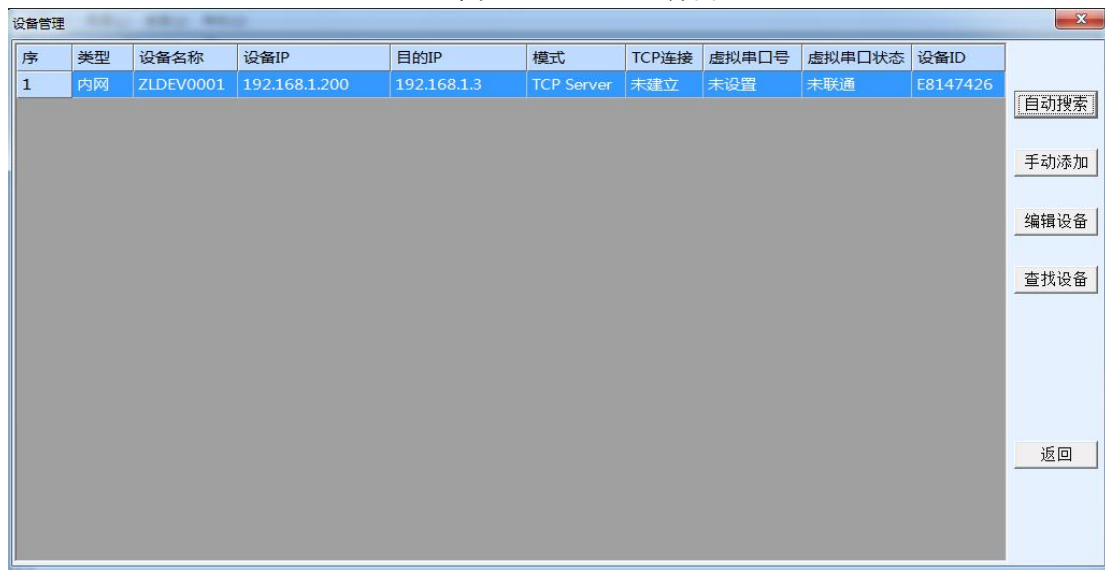 设备管理
序 类型 设备名称 设备IP 目的IP 模式 TCP连接 虚拟串口号 虚拟串口状态 设备ID
1 内网 ZLDEV0001 192.168.1.200 192.168.1.3 TCP Server 未建立 未设置 未联通 E8147426
自动搜索
手动添加
编辑设备
查找设备
返回